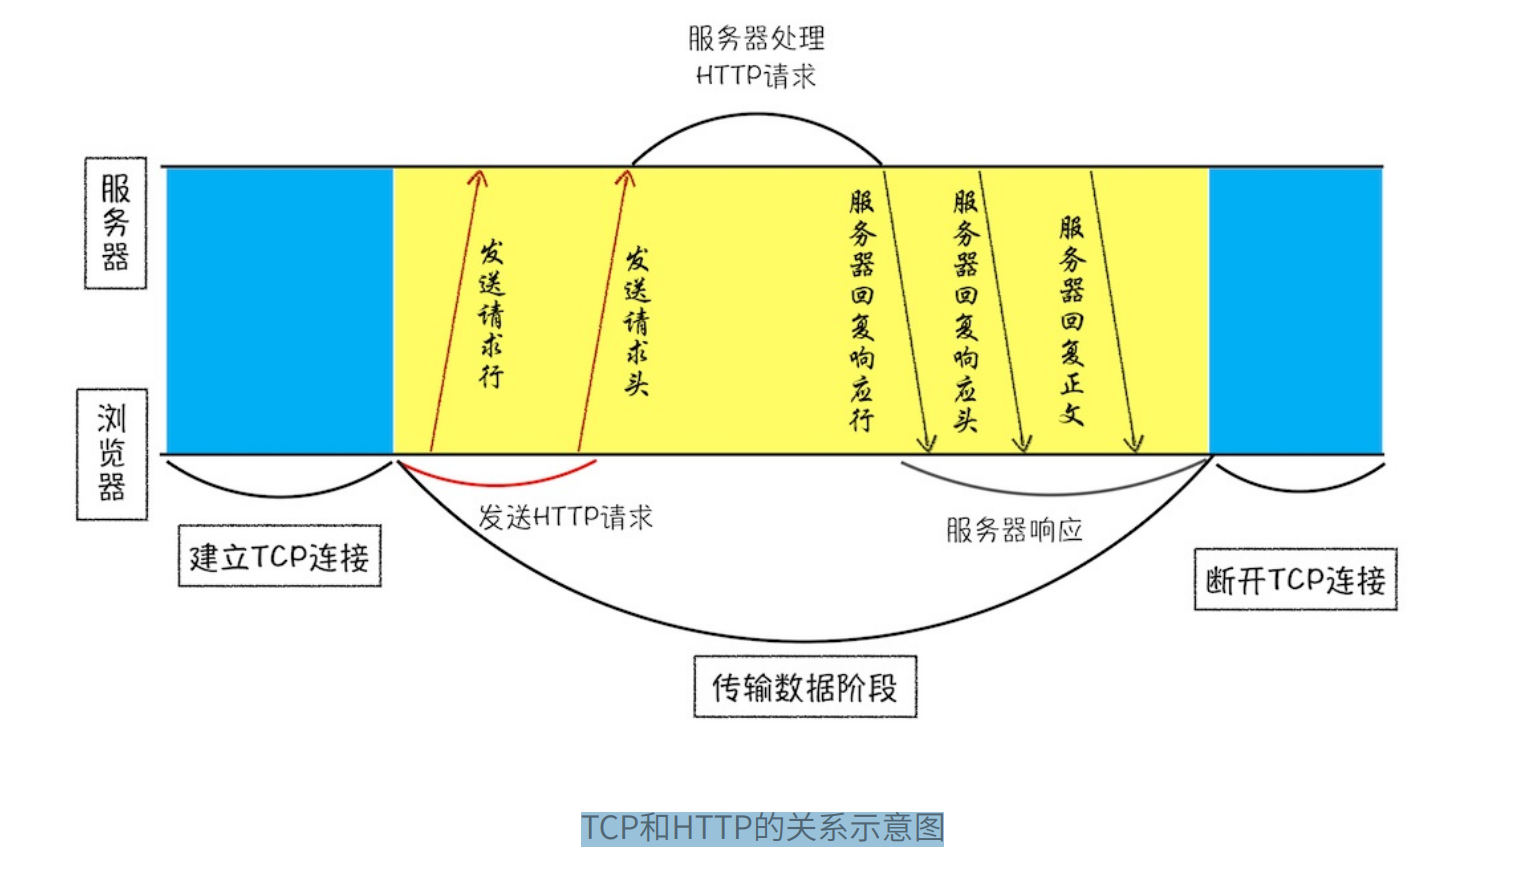 服务器处理
HTTP请求
服务器
发送请求行
发送请求头
服务器回复响应行
服务器回复响应头
服务器回复正文
浏览器
发送HTTP请求
服务器响应
建立TCP连接
断开TCP连接
传输数据阶段
TCP和HTTP的关系示意图